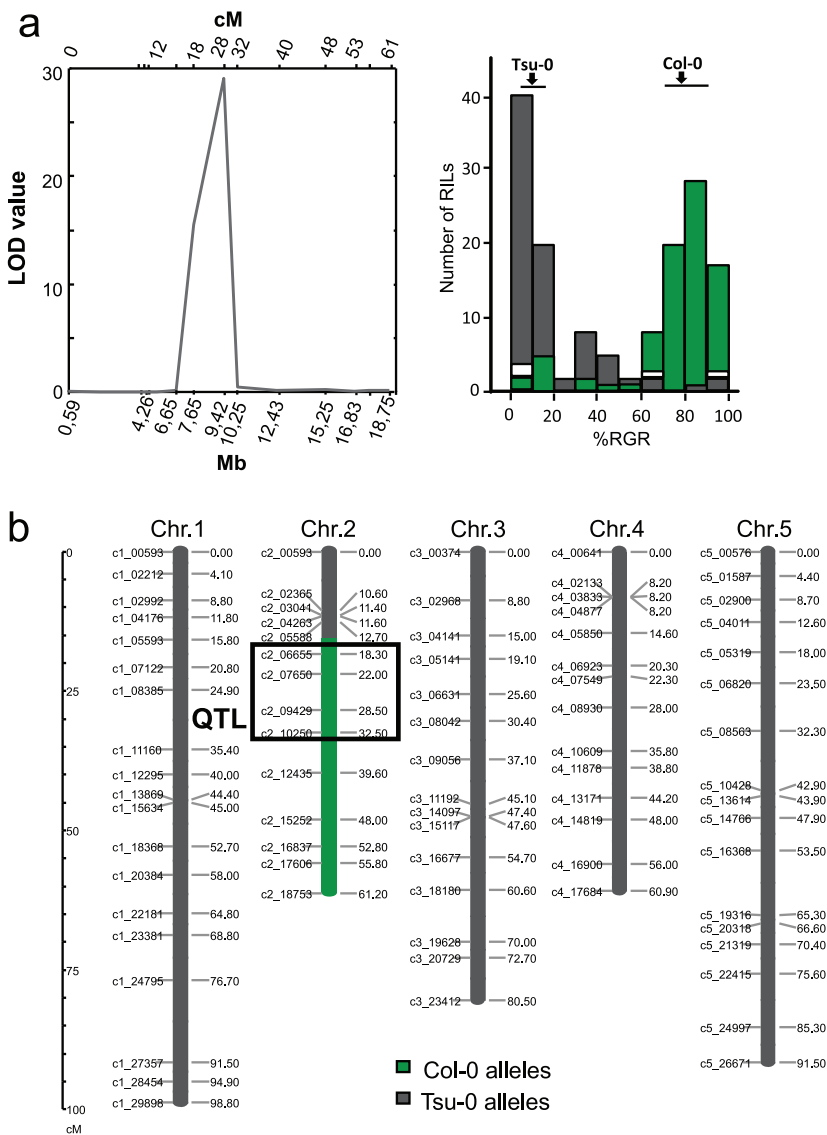 a
cM
0 12 18 28 32 40 48 53 61
30
20
10
0
LOD value
0,59 4,26 6,65 7,65 9,42 10,25 12,43 15,25 16,83 18,75
Mb
Tsu-0 Col-0
40
30
20
10
0
Number of RILs
0 20 40 60 80 100
%RGR
b
Chr.1 Chr.2 Chr.3 Chr.4 Chr.5
0
25
50
75
100
cM
c1_00593 0.00
c1_02212 4.10
c1_02992 8.80
c1_04176 11.80
c1_05593 15.80
c1_07122 20.80
c1_08385 24.90
c1_11160 35.40
c1_12295 40.00
c1_13869 44.40
c1_15634 45.00
c1_18368 52.70
c1_20384 58.00
c1_22181 64.80
c1_23381 68.80
c1_24795 76.70
c1_27357 91.50
c1_28454 94.90
c1_29898 98.80
c2_00593 0.00
c2_02365 10.60
c2_03041 11.40
c2_04263 11.60
c2_05588 12.70
c2_06655 18.30
c2_07650 22.00
QTL
c2_09429 28.50
c2_10250 32.50
c2_12435 39.60
c2_15252 48.00
c2_16837 52.80
c2_17606 55.80
c2_18753 61.20
c3_00374 0.00
c3_02968 8.80
c3_04141 15.00
c3_05141 19.10
c3_06631 25.60
c3_08042 30.40
c3_09056 37.10
c3_11192 45.10
c3_14097 47.40
c3_15117 47.60
c3_16677 54.70
c3_18180 60.60
c3_19628 70.00
c3_20729 72.70
c3_23412 80.50
c4_00641 0.00
c4_02133 8.20
c4_03833 8.20
c4_04877 8.20
c4_05850 14.60
c4_06923 20.30
c4_07549 22.30
c4_08930 28.00
c4_10609 35.80
c4_11878 38.80
c4_13171 44.20
c4_14819 48.00
c4_16900 56.00
c4_17684 60.90
c5_00576 0.00
c5_01587 4.40
c5_02900 8.70
c5_04011 12.60
c5_05319 18.00
c5_06820 23.50
c5_08563 32.30
c5_10428 42.90
c5_13614 43.90
c5_14766 47.90
c5_16368 53.50
c5_19316 65.30
c5_20318 66.60
c5_21319 70.40
c5_22415 75.60
c5_24997 85.30
c5_26671 91.50
Col-0 alleles
Tsu-0 alleles